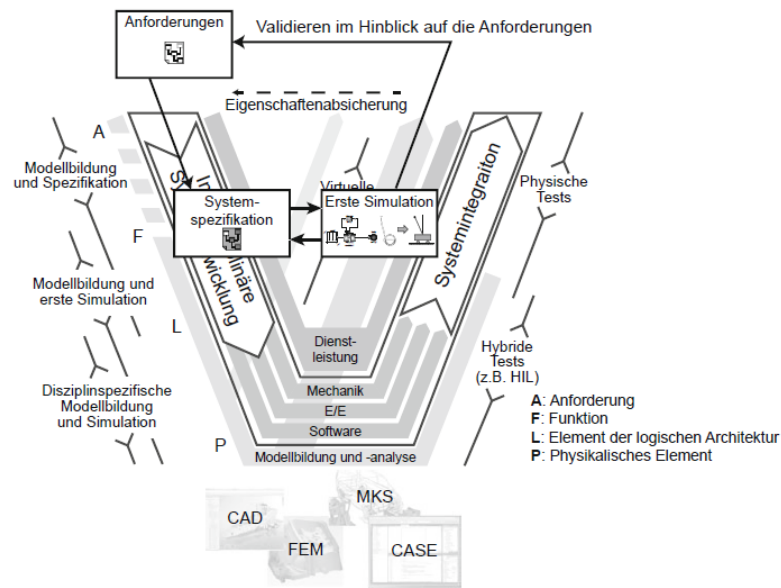 Anforderungen
Validieren im Hinblick auf die Anforderungen
Eigenschaftenabsicherung
A
Modellbildung
und Spezifikation
F
System-
spezifikation
Virtuelle
Erste Simulation
Systemintegraiton
Physische
Tests
Modellbildung und
erste Simulation
L
Dienst-
leistung
Mechanik
E/E
Software
Modellbildung und -analyse
Disziplinspezifische
Modellbildung
und Simulation
P
Hybride
Tests
(z.B. HIL)
A: Anforderung
F: Funktion
L: Element der logischen Architektur
P: Physikalisches Element
CAD
MKS
FEM
CASE